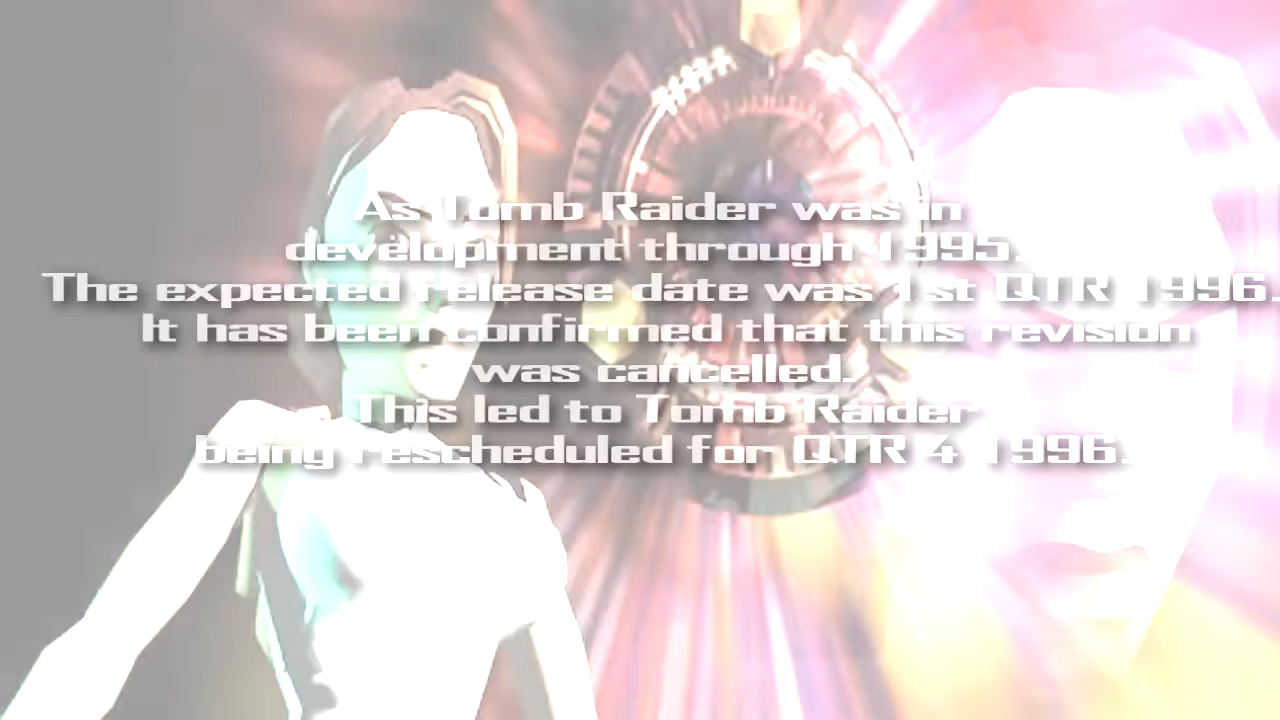 As Tomb Raider was in
development through 1995.
The expected release date was 1st QTR 1996.
It has been confirmed that this revision
was cancelled.
This led to Tomb Raider
being rescheduled for QTR 4 1996.